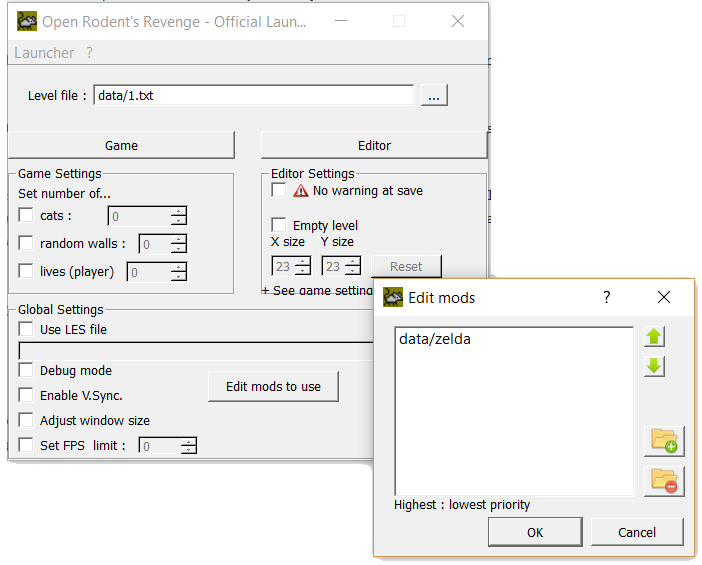 Open Rodent's Revenge - Official Laun...
Launcher ?
Level file : data/1.txt ...
Game Editor
Game Settings
Set number of...
cats : 0
random walls : 0
lives (player) 0
Editor Settings
No warning at save
Empty level
X size Y size
23 23 Reset
+ See game setting
Global Settings
Use LES file
Debug mode
Enable V.Sync.
Edit mods to use
Adjust window size
Set FPS limit : 0
Edit mods ?
data/zelda
Highest : lowest priority
OK Cancel